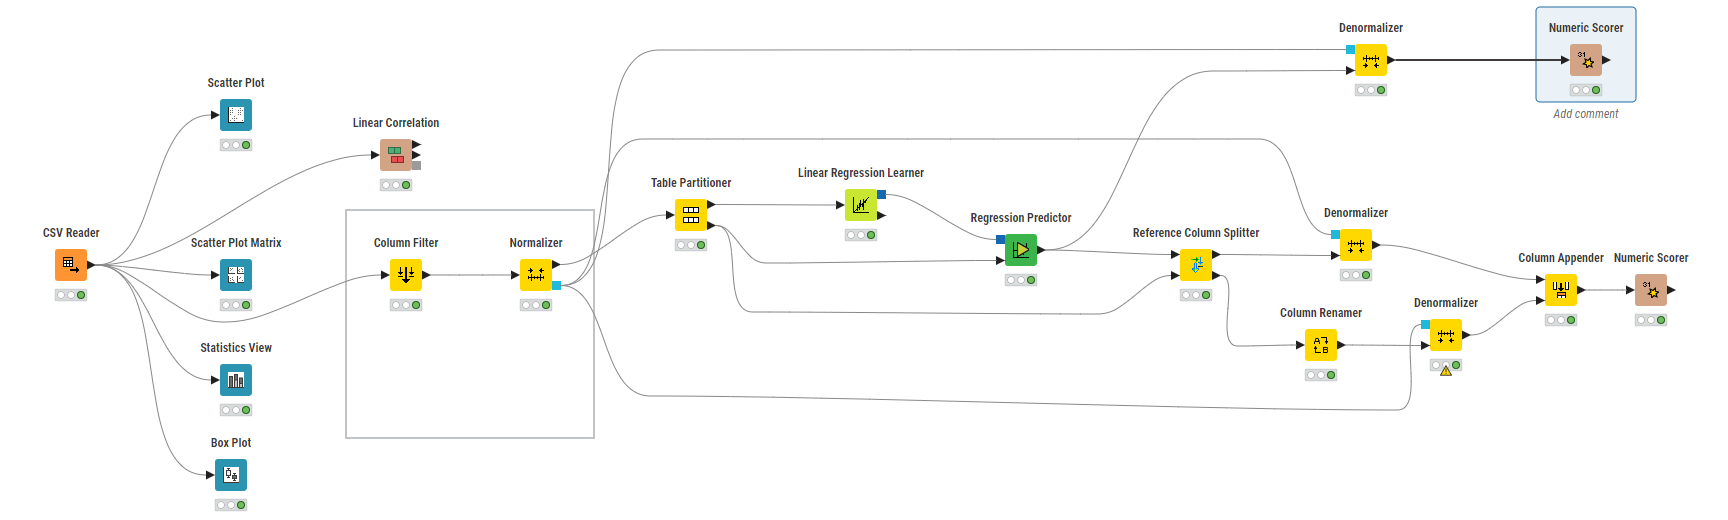 Denormalizer
Numeric Scorer
Scatter Plot
Add comment
Linear Correlation
Linear Regression Learner
Table Partitioner
Denormalizer
Regression Predictor
CSV Reader
Reference Column Splitter
Scatter Plot Matrix
Column Filter
Normalizer
Column Appender
Numeric Scorer
Denormalizer
Column Renamer
Statistics View
Box Plot